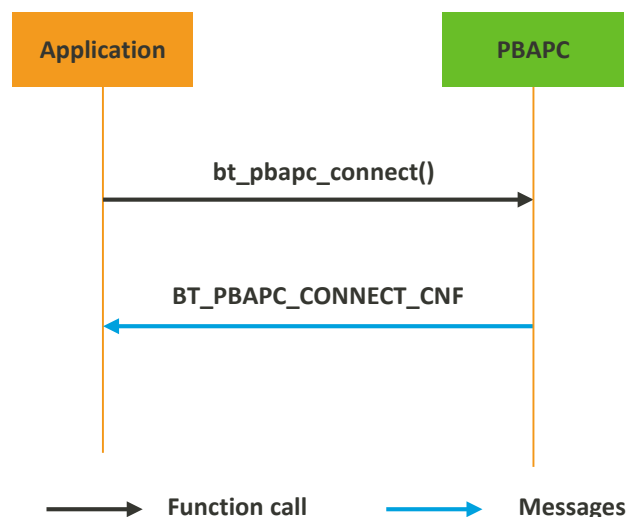 Application
PBAPC
bt_pbapc_connect()
BT_PBAPC_CONNECT_CNF
Function call
Messages